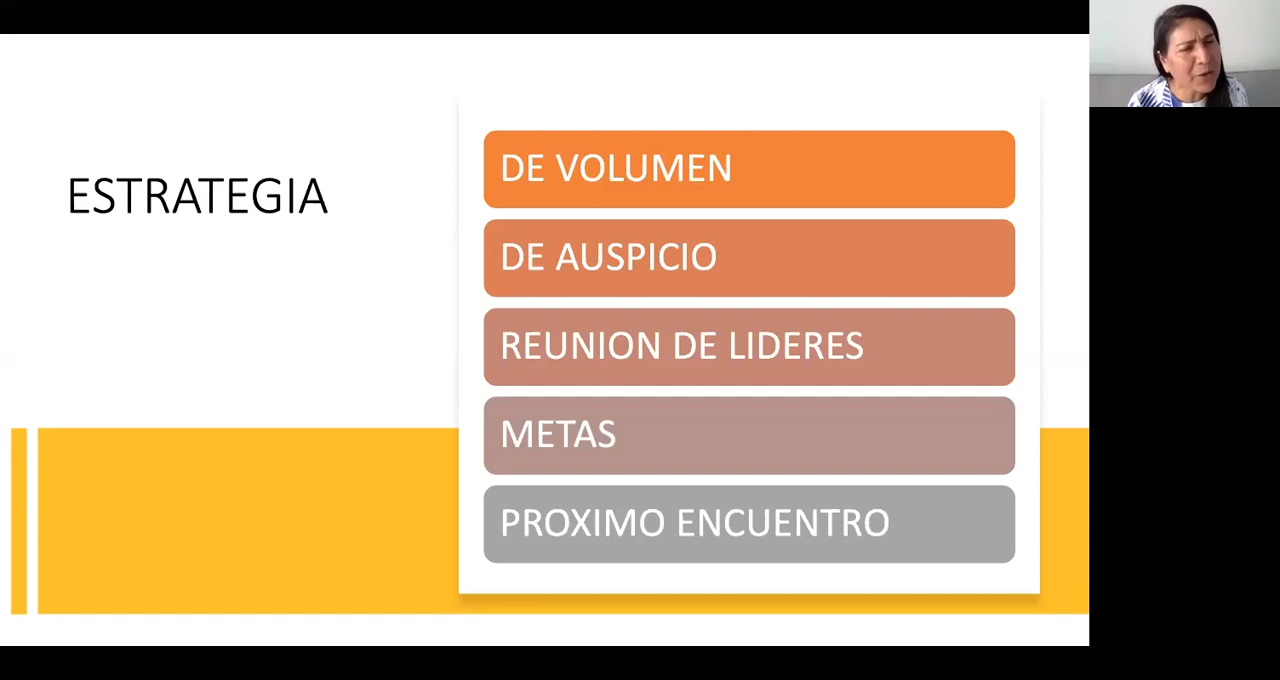 ESTRATEGIA
DE VOLUMEN
DE AUSPICIO
REUNION DE LIDERES
METAS
PROXIMO ENCUENTRO